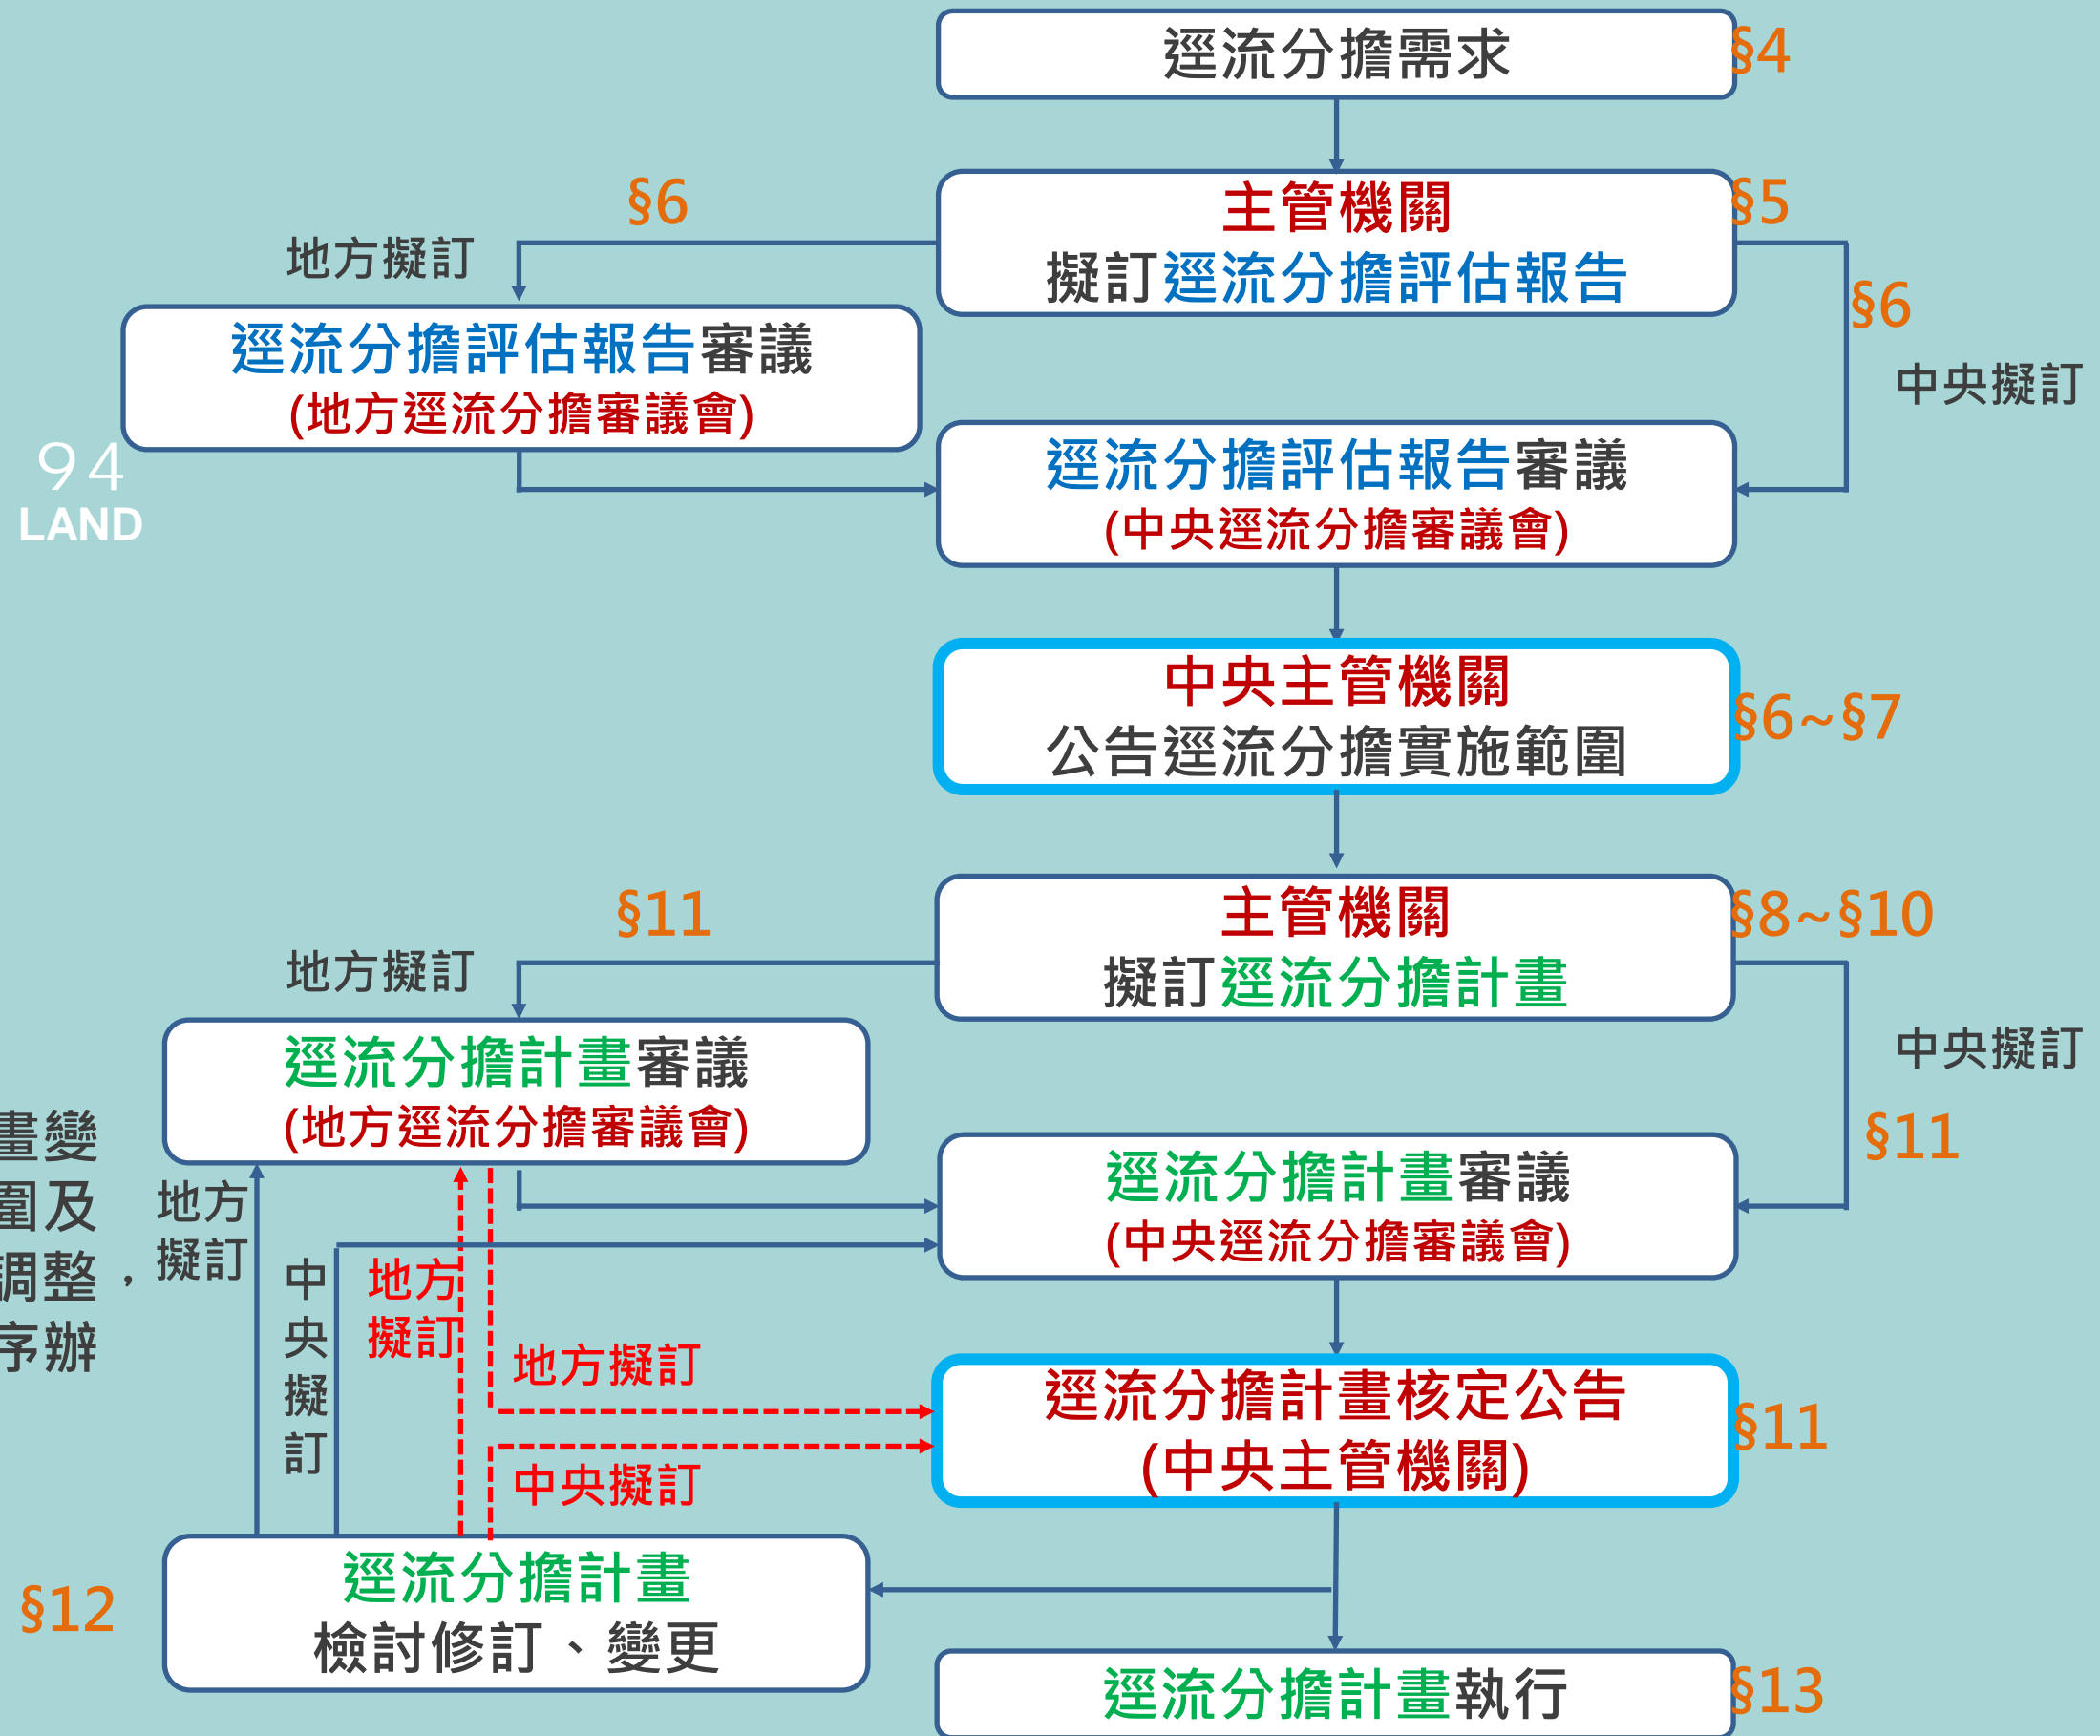 逕流分擔需求
§4
§6
主管機關
§5
地方擬訂
擬訂逕流分擔評估報告
§6
逕流分擔評估報告審議
(地方逕流分擔審議會)
中央擬訂
逕流分擔評估報告審議
(中央逕流分擔審議會)
94
LAND
中央主管機關
公告逕流分擔實施範圍
§6~§7
§11
主管機關
§8~§10
地方擬訂
擬訂逕流分擔計畫
逕流分擔計畫審議
(地方逕流分擔審議會)
中央擬訂
§11
逕流分擔計畫審議
(中央逕流分擔審議會)
畫變
圍及
調整，
序辦
地方
擬訂
中
央
擬
訂
地方
擬訂
地方擬訂
中央擬訂
逕流分擔計畫核定公告
(中央主管機關)
§11
逕流分擔計畫
檢討修訂、變更
§12
逕流分擔計畫執行
§13